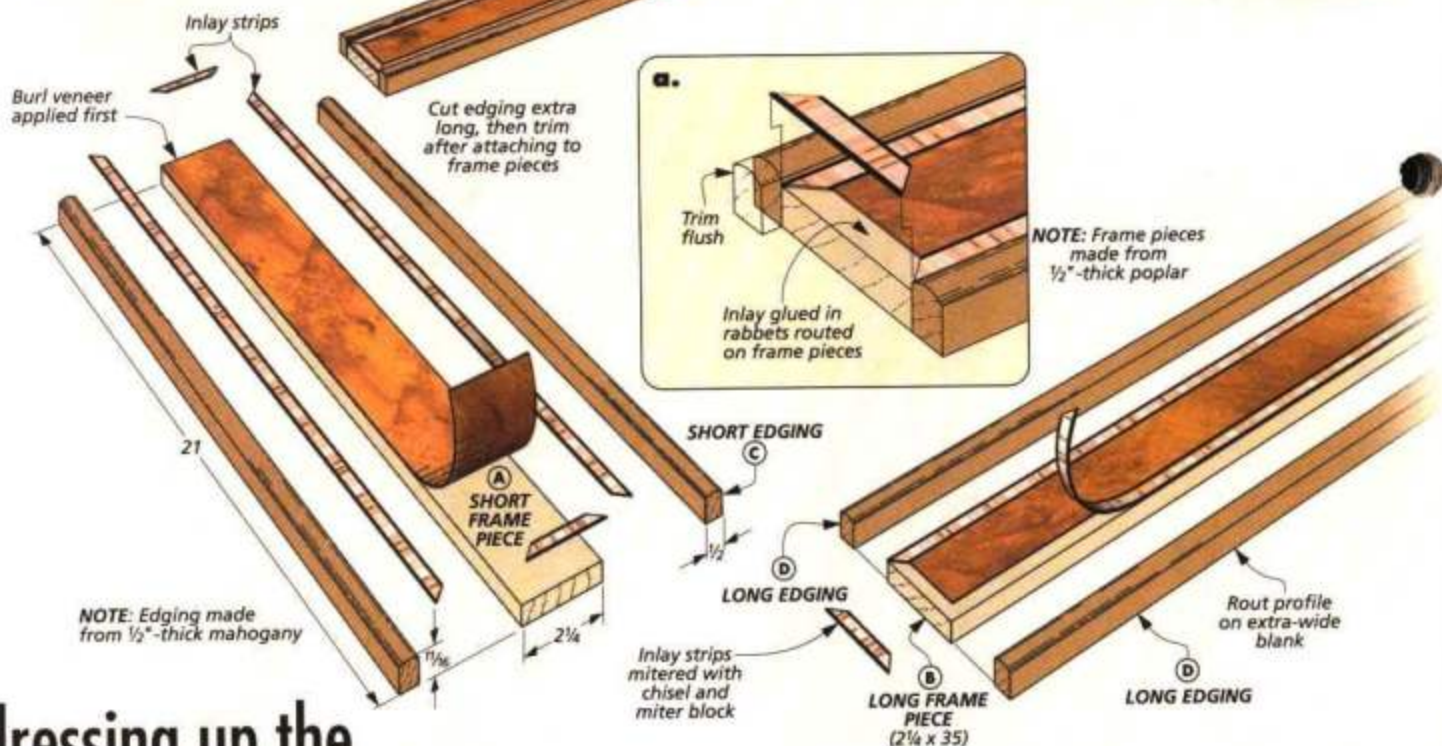 Inlay strips
Burl veneer
applied first
Cut edging extra
long, then trim
after attaching to
frame pieces
a.
Trim
flush
Inlay glued in
rabbets routed
on frame pieces
NOTE: Frame pieces
made from
½"-thick poplar
21
A
SHORT
FRAME
PIECE
SHORT EDGING
C
½
2¼
11/16
NOTE: Edging made
from ½"-thick mahogany
D
LONG EDGING
Inlay strips
mitered with
chisel and
miter block
B
LONG FRAME
PIECE
(2¼ x 35)
Rout profile
on extra-wide
blank
D
LONG EDGING
dressing up the